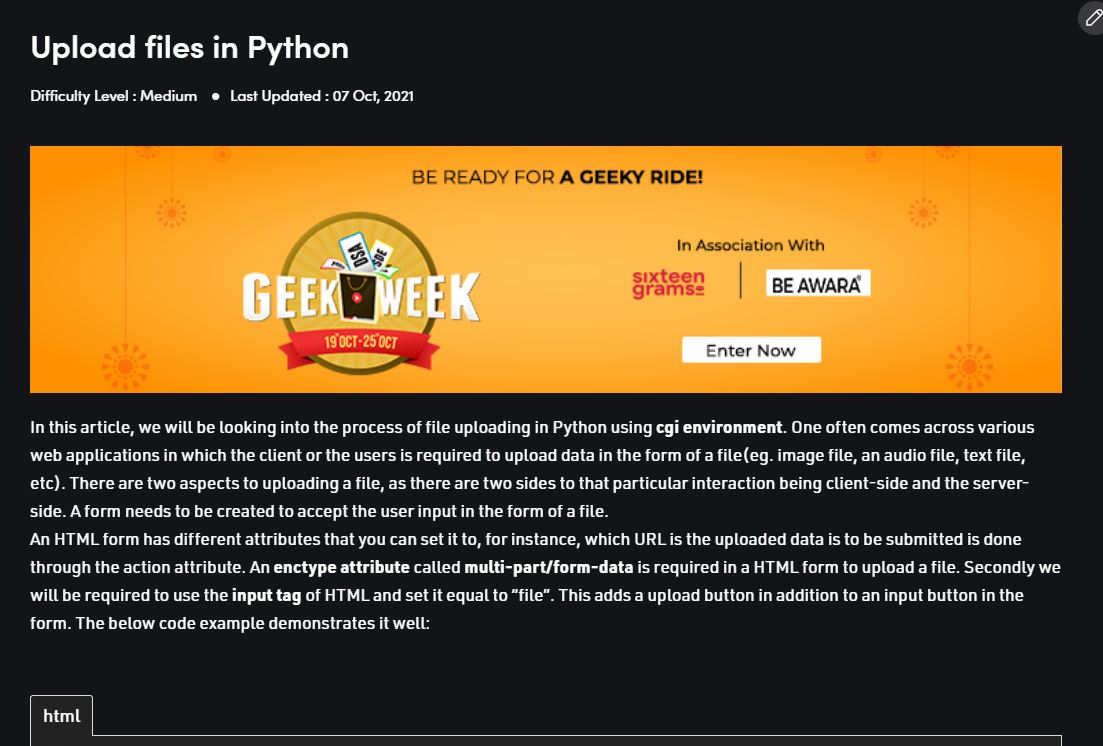 Upload files in Python
Difficulty Level : Medium ● Last Updated : 07 Oct, 2021
BE READY FOR A GEEKY RIDE!
In Association With
DSA
SDE
GEEK WEEK
sixteen
grams
BE AWARA®
19th OCT-25th OCT
Enter Now
In this article, we will be looking into the process of file uploading in Python using cgi environment. One often comes across various
web applications in which the client or the users is required to upload data in the form of a file(eg. image file, an audio file, text file,
etc). There are two aspects to uploading a file, as there are two sides to that particular interaction being client-side and the server-
side. A form needs to be created to accept the user input in the form of a file.
An HTML form has different attributes that you can set it to, for instance, which URL is the uploaded data is to be submitted is done
through the action attribute. An enctype attribute called multi-part/form-data is required in a HTML form to upload a file. Secondly we
will be required to use the input tag of HTML and set it equal to “file”. This adds a upload button in addition to an input button in the
form. The below code example demonstrates it well:
html